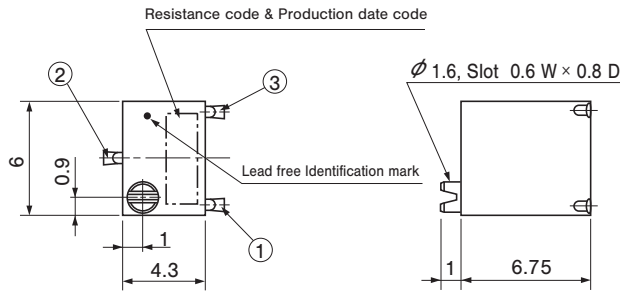 Resistance code & Production date code
② ③
ϕ 1.6, Slot 0.6 W × 0.8 D
6
0.9
Lead free Identification mark
①
1
4.3
1
6.75